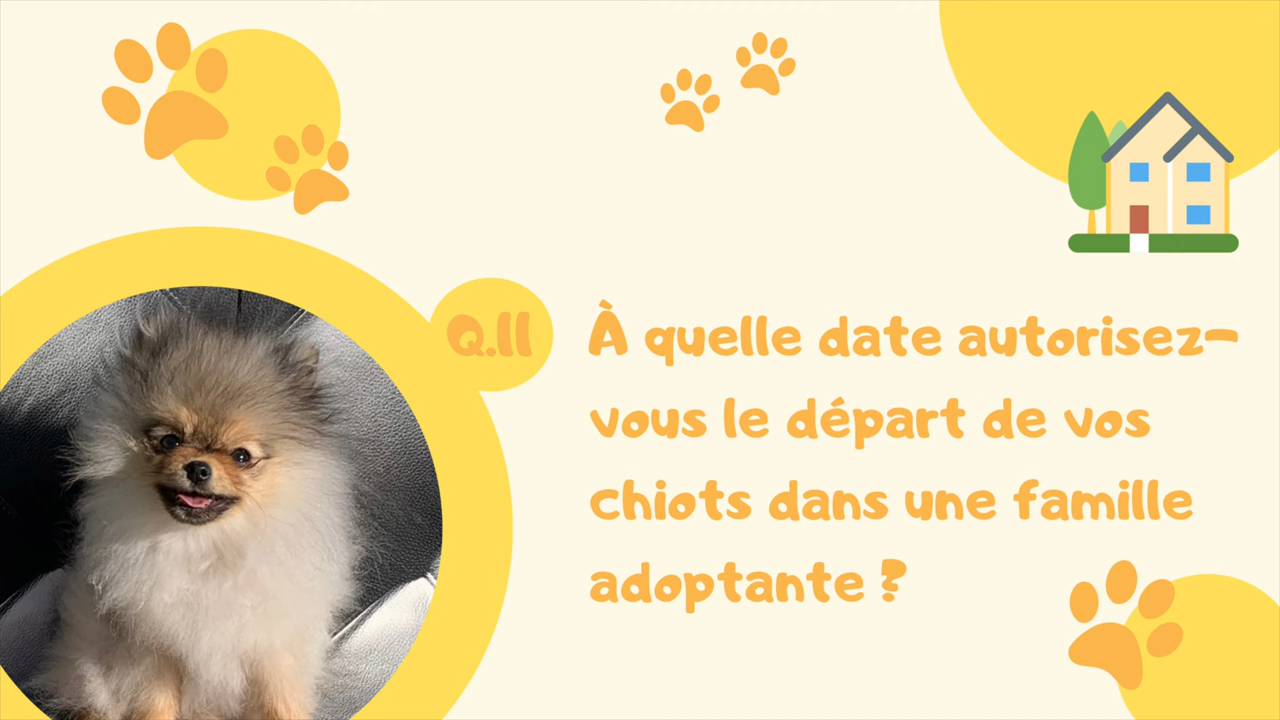 Q.11
À quelle date autorisez-
vous le départ de vos
chiots dans une famille
adoptante ?